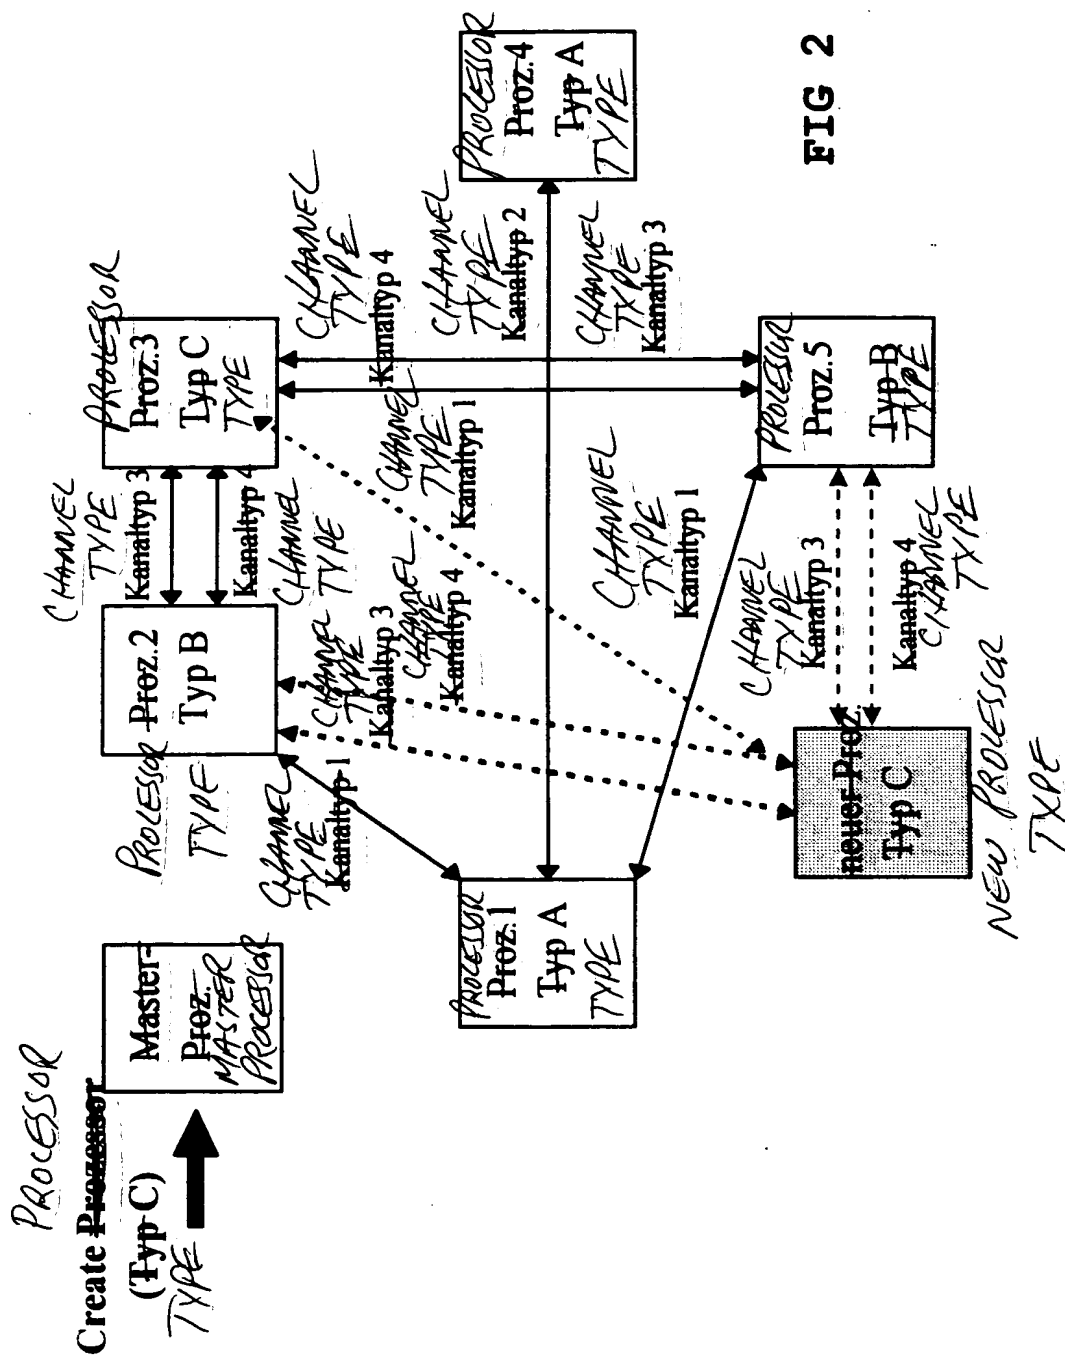 PROCESSOR
Create Prozessor
(Typ C)
TYPE
Master-
Proz.
MASTER
PROCESSOR
PROCESSOR
Proz.2
Typ B
TYPE
CHANNEL
TYPE
Kanaltyp 3
Kanaltyp 4
CHANNEL
TYPE
PROCESSOR
Proz.3
Typ C
TYPE
CHANNEL
TYPE
Kanaltyp 1
CHANNEL
TYPE
Kanaltyp 3
CHANNEL
TYPE
Kanaltyp 4
CHANNEL
TYPE
Kanaltyp 1
CHANNEL
TYPE
Kanaltyp 4
CHANNEL
TYPE
Kanaltyp 2
CHANNEL
TYPE
Kanaltyp 3
PROCESSOR
Proz.1
Typ A
TYPE
PROCESSOR
Proz.4
Typ A
TYPE
CHANNEL
TYPE
Kanaltyp 1
CHANNEL
TYPE
Kanaltyp 3
Kanaltyp 4
CHANNEL
TYPE
neuer Proz.
Typ C
NEW PROCESSOR
TYPE
PROCESSOR
Proz.5
Typ B
TYPE
FIG 2